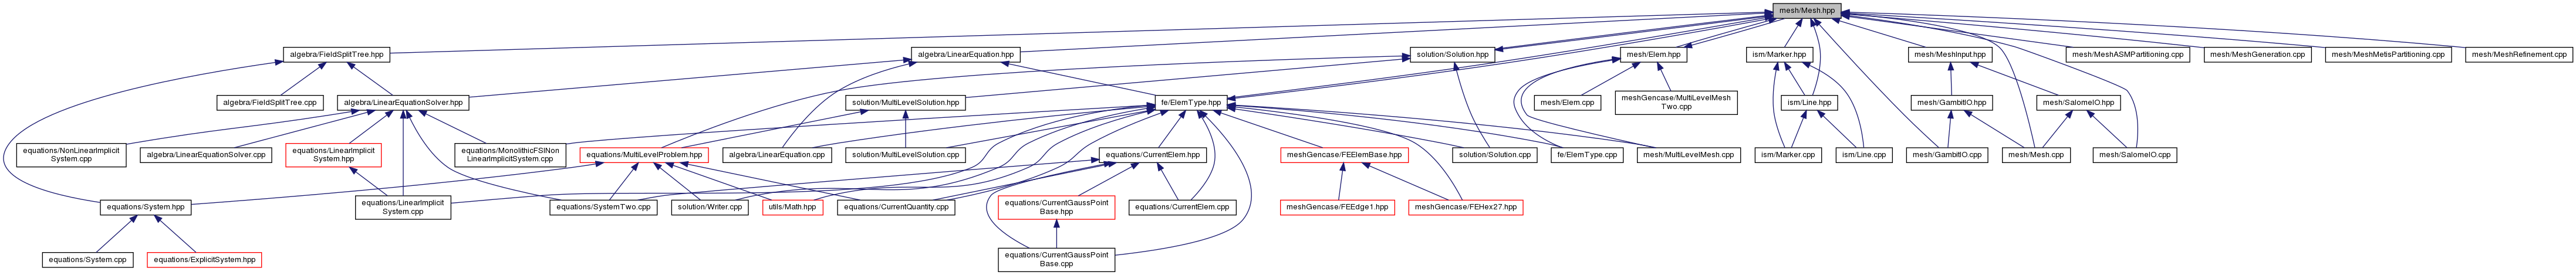 mesh/Mesh.hpp
algebra/FieldSplitTree.hpp
algebra/LinearEquation.hpp
solution/Solution.hpp
mesh/Elem.hpp
ism/Marker.hpp
mesh/MeshInput.hpp
mesh/MeshASMPartitioning.cpp
mesh/MeshGeneration.cpp
mesh/MeshMetisPartitioning.cpp
mesh/MeshRefinement.cpp
algebra/FieldSplitTree.cpp
algebra/LinearEquationSolver.hpp
solution/MultiLevelSolution.hpp
fe/ElemType.hpp
mesh/Elem.cpp
meshGencase/MultiLevelMesh
Two.cpp
ism/Line.hpp
mesh/GambitIO.hpp
mesh/SalomeIO.hpp
equations/NonLinearImplicit
System.cpp
algebra/LinearEquationSolver.cpp
equations/LinearImplicit
System.hpp
equations/MonolithicFSINon
LinearImplicitSystem.cpp
equations/MultiLevelProblem.hpp
algebra/LinearEquation.cpp
solution/MultiLevelSolution.cpp
equations/CurrentElem.hpp
meshGencase/FEElemBase.hpp
solution/Solution.cpp
fe/ElemType.cpp
mesh/MultiLevelMesh.cpp
ism/Marker.cpp
ism/Line.cpp
mesh/GambitIO.cpp
mesh/Mesh.cpp
mesh/SalomeIO.cpp
equations/System.hpp
equations/LinearImplicit
System.cpp
equations/SystemTwo.cpp
solution/Writer.cpp
utils/Math.hpp
equations/CurrentQuantity.cpp
equations/CurrentGaussPoint
Base.hpp
equations/CurrentElem.cpp
meshGencase/FEEdge1.hpp
meshGencase/FEHex27.hpp
equations/System.cpp
equations/ExplicitSystem.hpp
equations/CurrentGaussPoint
Base.cpp